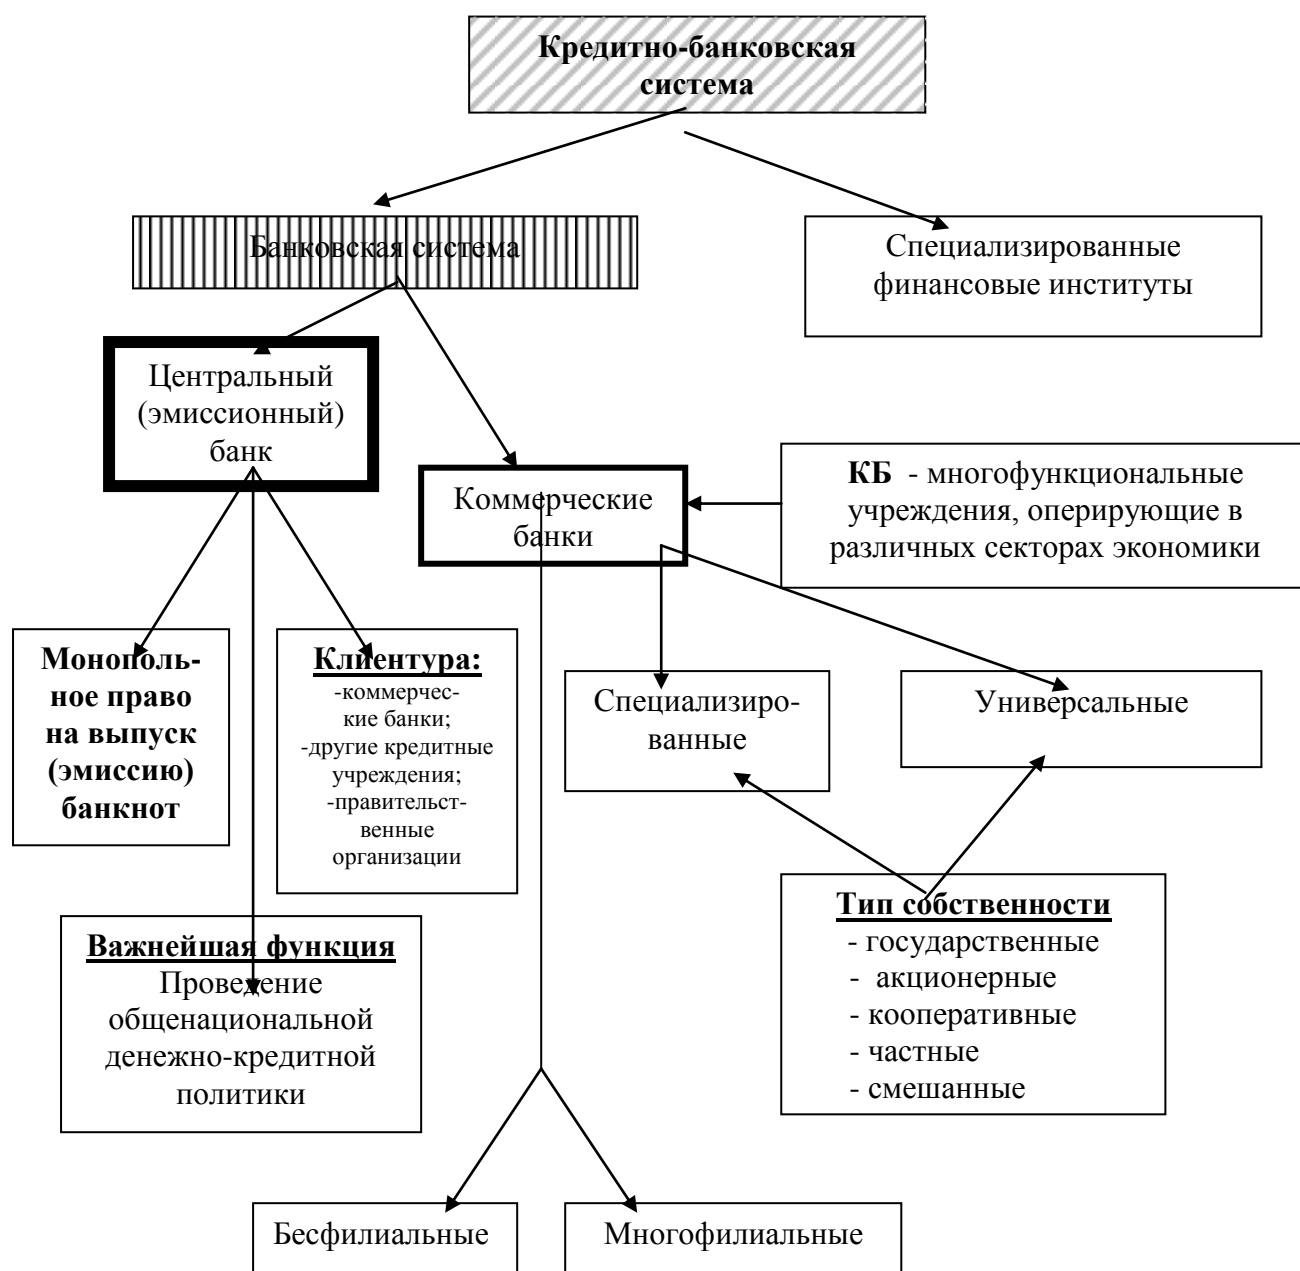 Кредитно-банковская
система
Банковская система
Специализированные
финансовые институты
Центральный
(эмиссионный)
банк
Коммерческие
банки
КБ - многофункциональные
учреждения, оперирующие в
различных секторах экономики
Монополь-
ное право
на выпуск
(эмиссию)
банкнот
Клиентура:
-коммерчес-
кие банки;
-другие кредитные
учреждения;
-правительст-
венные
организации
Специализиро-
ванные
Универсальные
Важнейшая функция
Проведение
общенациональной
денежно-кредитной
политики
Тип собственности
- государственные
- акционерные
- кооперативные
- частные
- смешанные
Бесфилиальные
Многофилиальные